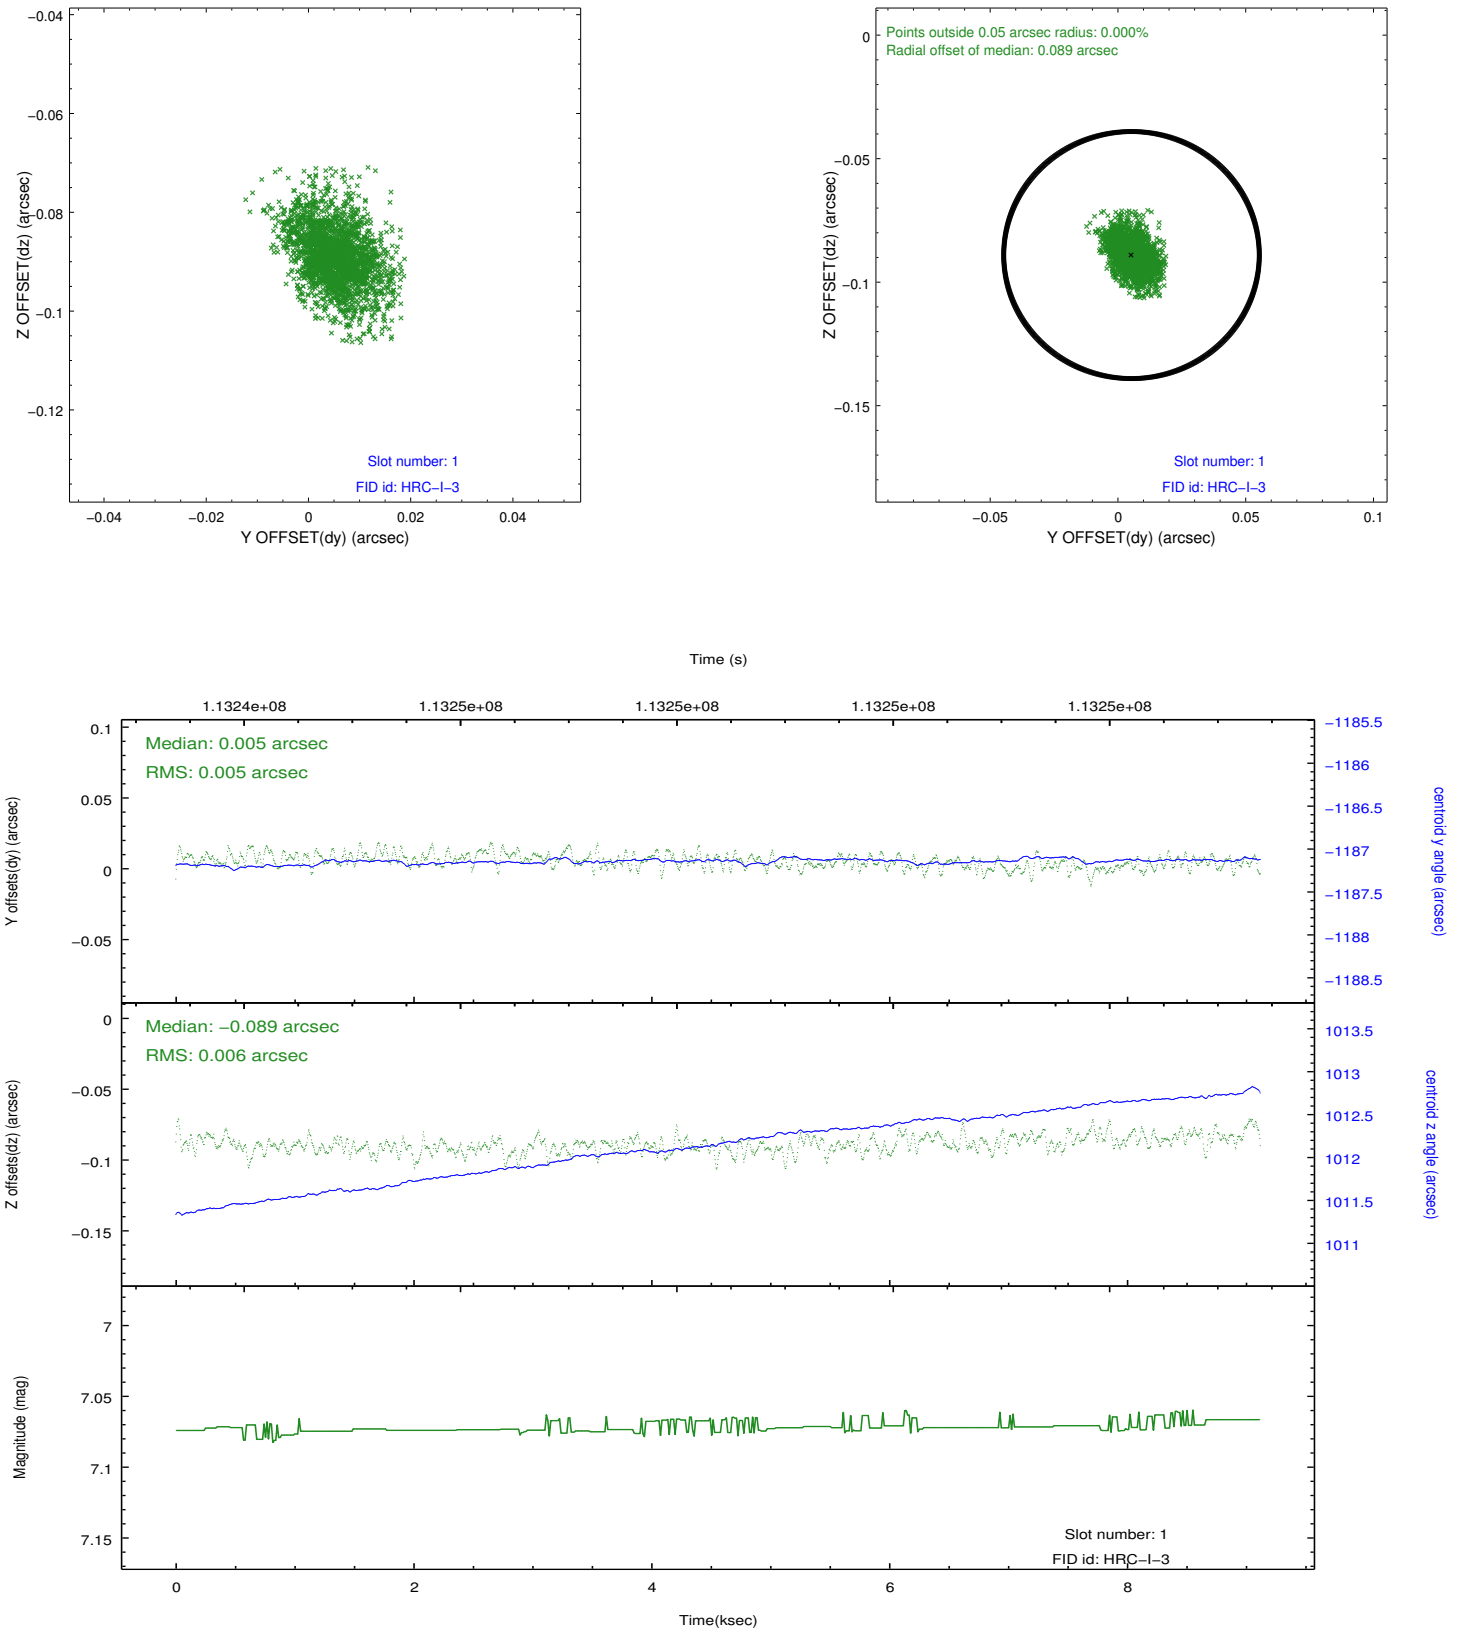 −0.04
−0.06
−0.08
−0.1
−0.12
Z OFFSET(dz) (arcsec)
Slot number: 1
FID id: HRC−I−3
−0.04
−0.02
0
0.02
0.04
Y OFFSET(dy) (arcsec)
Points outside 0.05 arcsec radius: 0.000%
Radial offset of median: 0.089 arcsec
0
−0.05
−0.1
−0.15
Z OFFSET(dz) (arcsec)
Slot number: 1
FID id: HRC−I−3
−0.05
0
0.05
0.1
Y OFFSET(dy) (arcsec)
Time (s)
1.1324e+08
1.1325e+08
1.1325e+08
1.1325e+08
1.1325e+08
Median: 0.005 arcsec
RMS: 0.005 arcsec
0.1
0.05
0
−0.05
Y offsets(dy) (arcsec)
−1185.5
−1186
−1186.5
−1187
−1187.5
−1188
−1188.5
centroid y angle (arcsec)
Median: −0.089 arcsec
RMS: 0.006 arcsec
0
−0.05
−0.1
−0.15
Z offsets(dz) (arcsec)
1013.5
1013
1012.5
1012
1011.5
1011
centroid z angle (arcsec)
7
7.05
7.1
7.15
Magnitude (mag)
Slot number: 1
FID id: HRC−I−3
0
2
4
6
8
Time(ksec)